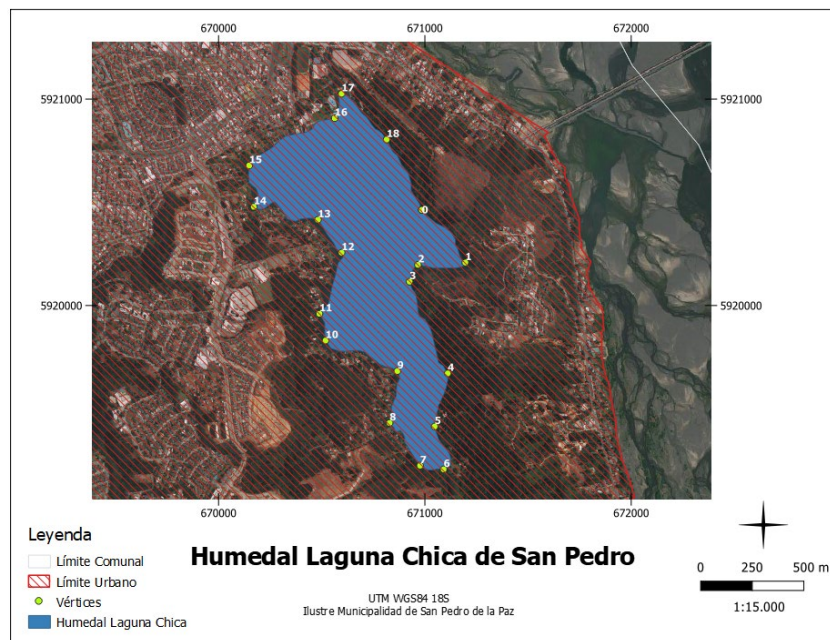 670000 671000 672000
5921000 5921000
17
16
18
15
14
13
0
12
2 1
3
11
10
9 4
8 5
7 6
5920000 5920000
670000 671000 672000
Leyenda
Límite Comunal
Límite Urbano
Vértices
Humedal Laguna Chica
Humedal Laguna Chica de San Pedro
UTM WGS84 18S
Ilustre Municipalidad de San Pedro de la Paz
0 250 500 m
1:15.000